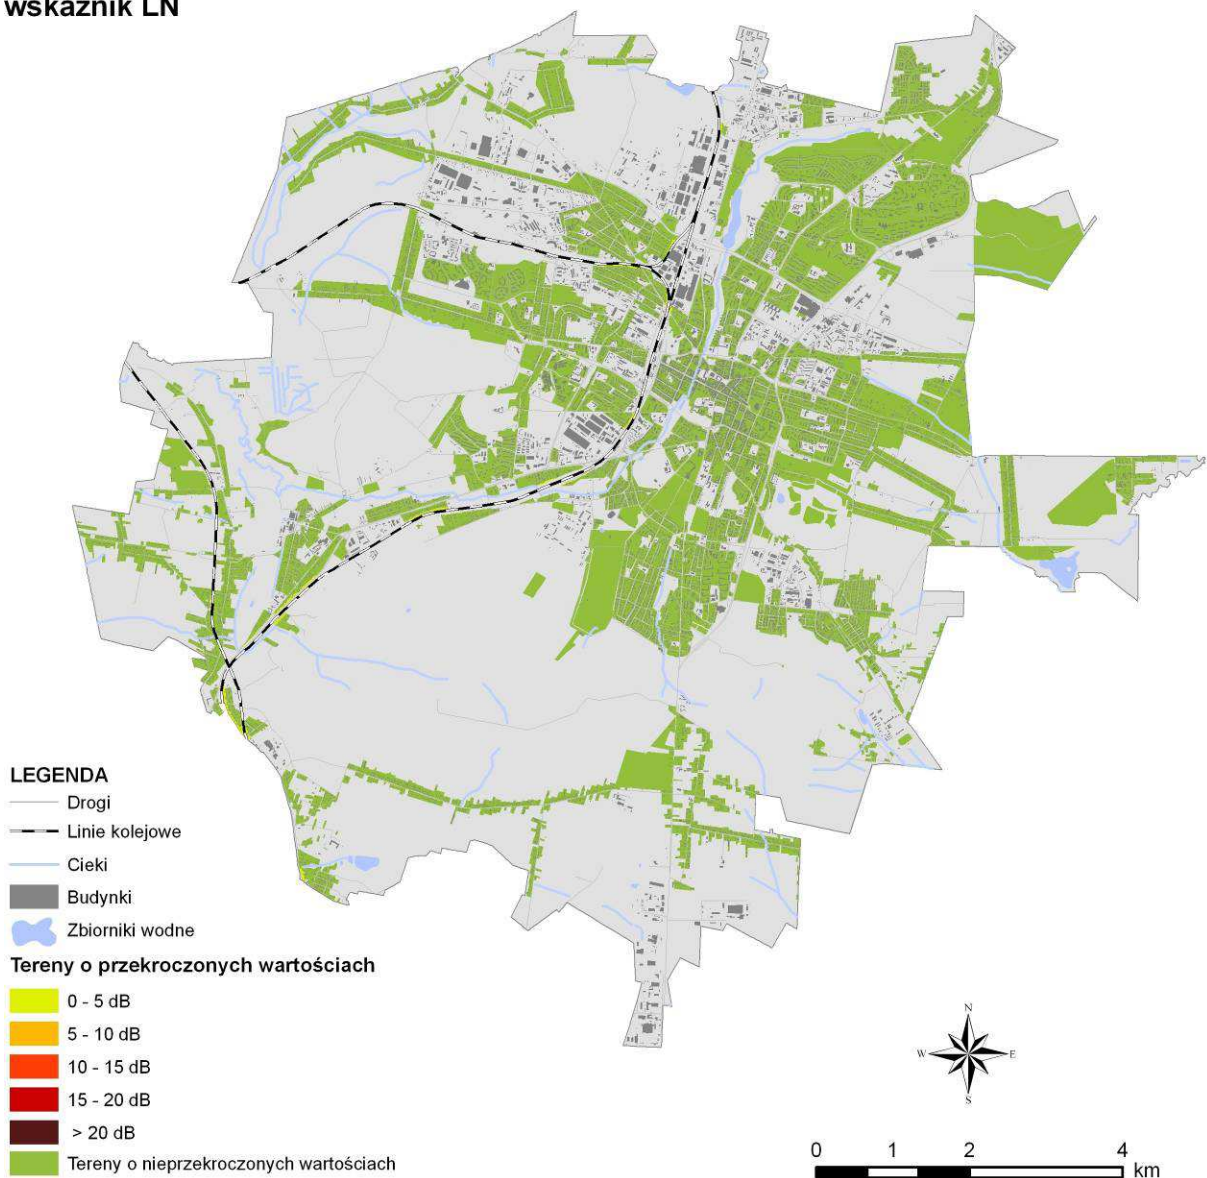 wskaźnik LN
LEGENDA
Drogi
Linie kolejowe
Cieki
Budynki
Zbiorniki wodne
Tereny o przekroczonych wartościach
0 - 5 dB
5 - 10 dB
10 - 15 dB
15 - 20 dB
> 20 dB
Tereny o nieprzekroczonych wartościach
N
W E
S
0 1 2 4
km